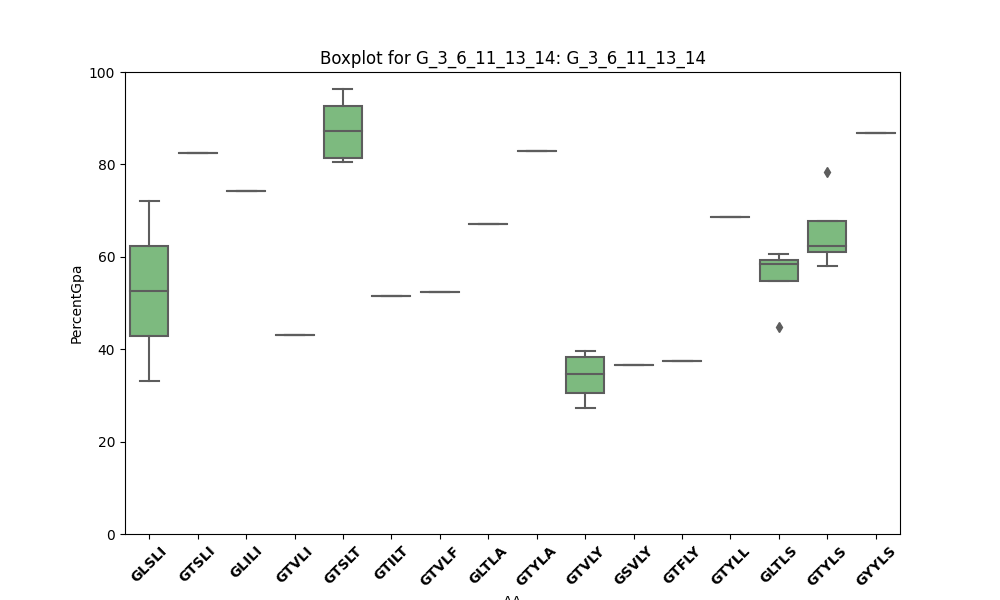 Boxplot for G_3_6_11_13_14: G_3_6_11_13_14
100
80
60
40
20
0
PercentGpa
GLSLI
GTSLI
GLILI
GTVLI
GTSLT
GTILT
GTVLF
GLTLA
GTYLA
GTVLY
GSVLY
GTFLY
GTYLL
GLTLS
GTYLS
GYYLS
AA